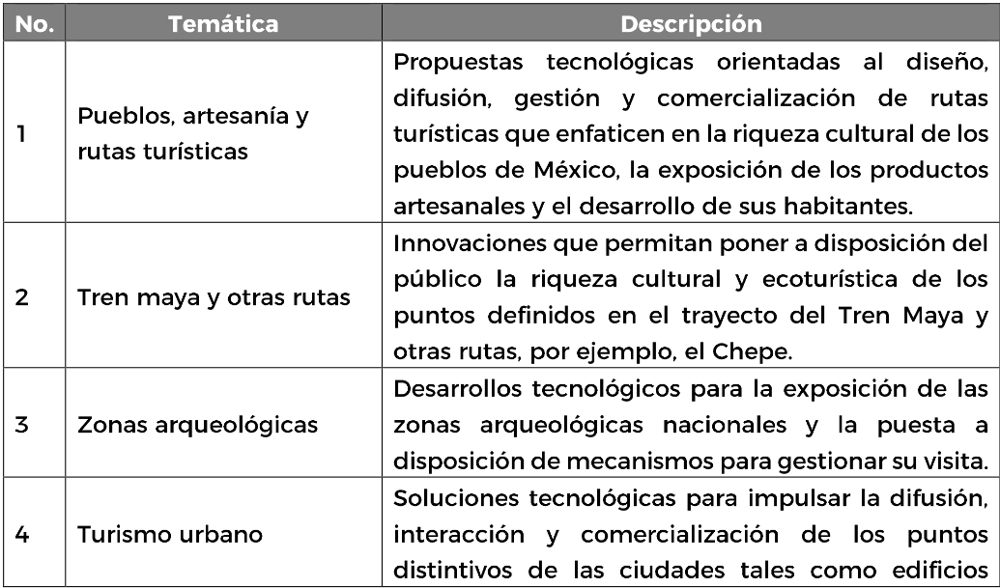 No. Temática Descripción
Propuestas tecnológicas orientadas al diseño,
difusión, gestión y comercialización de rutas
1 Pueblos, artesanía y rutas turísticas
turísticas que enfaticen en la riqueza cultural de los
pueblos de México, la exposición de los productos
artesanales y el desarrollo de sus habitantes.
2 Tren maya y otras rutas
Innovaciones que permitan poner a disposición del
público la riqueza cultural y ecoturística de los
puntos definidos en el trayecto del Tren Maya y
otras rutas, por ejemplo, el Chepe.
3 Zonas arqueológicas
Desarrollos tecnológicos para la exposición de las
zonas arqueológicas nacionales y la puesta a
disposición de mecanismos para gestionar su visita.
4 Turismo urbano
Soluciones tecnológicas para impulsar la difusión,
interacción y comercialización de los puntos
distintivos de las ciudades tales como edificios